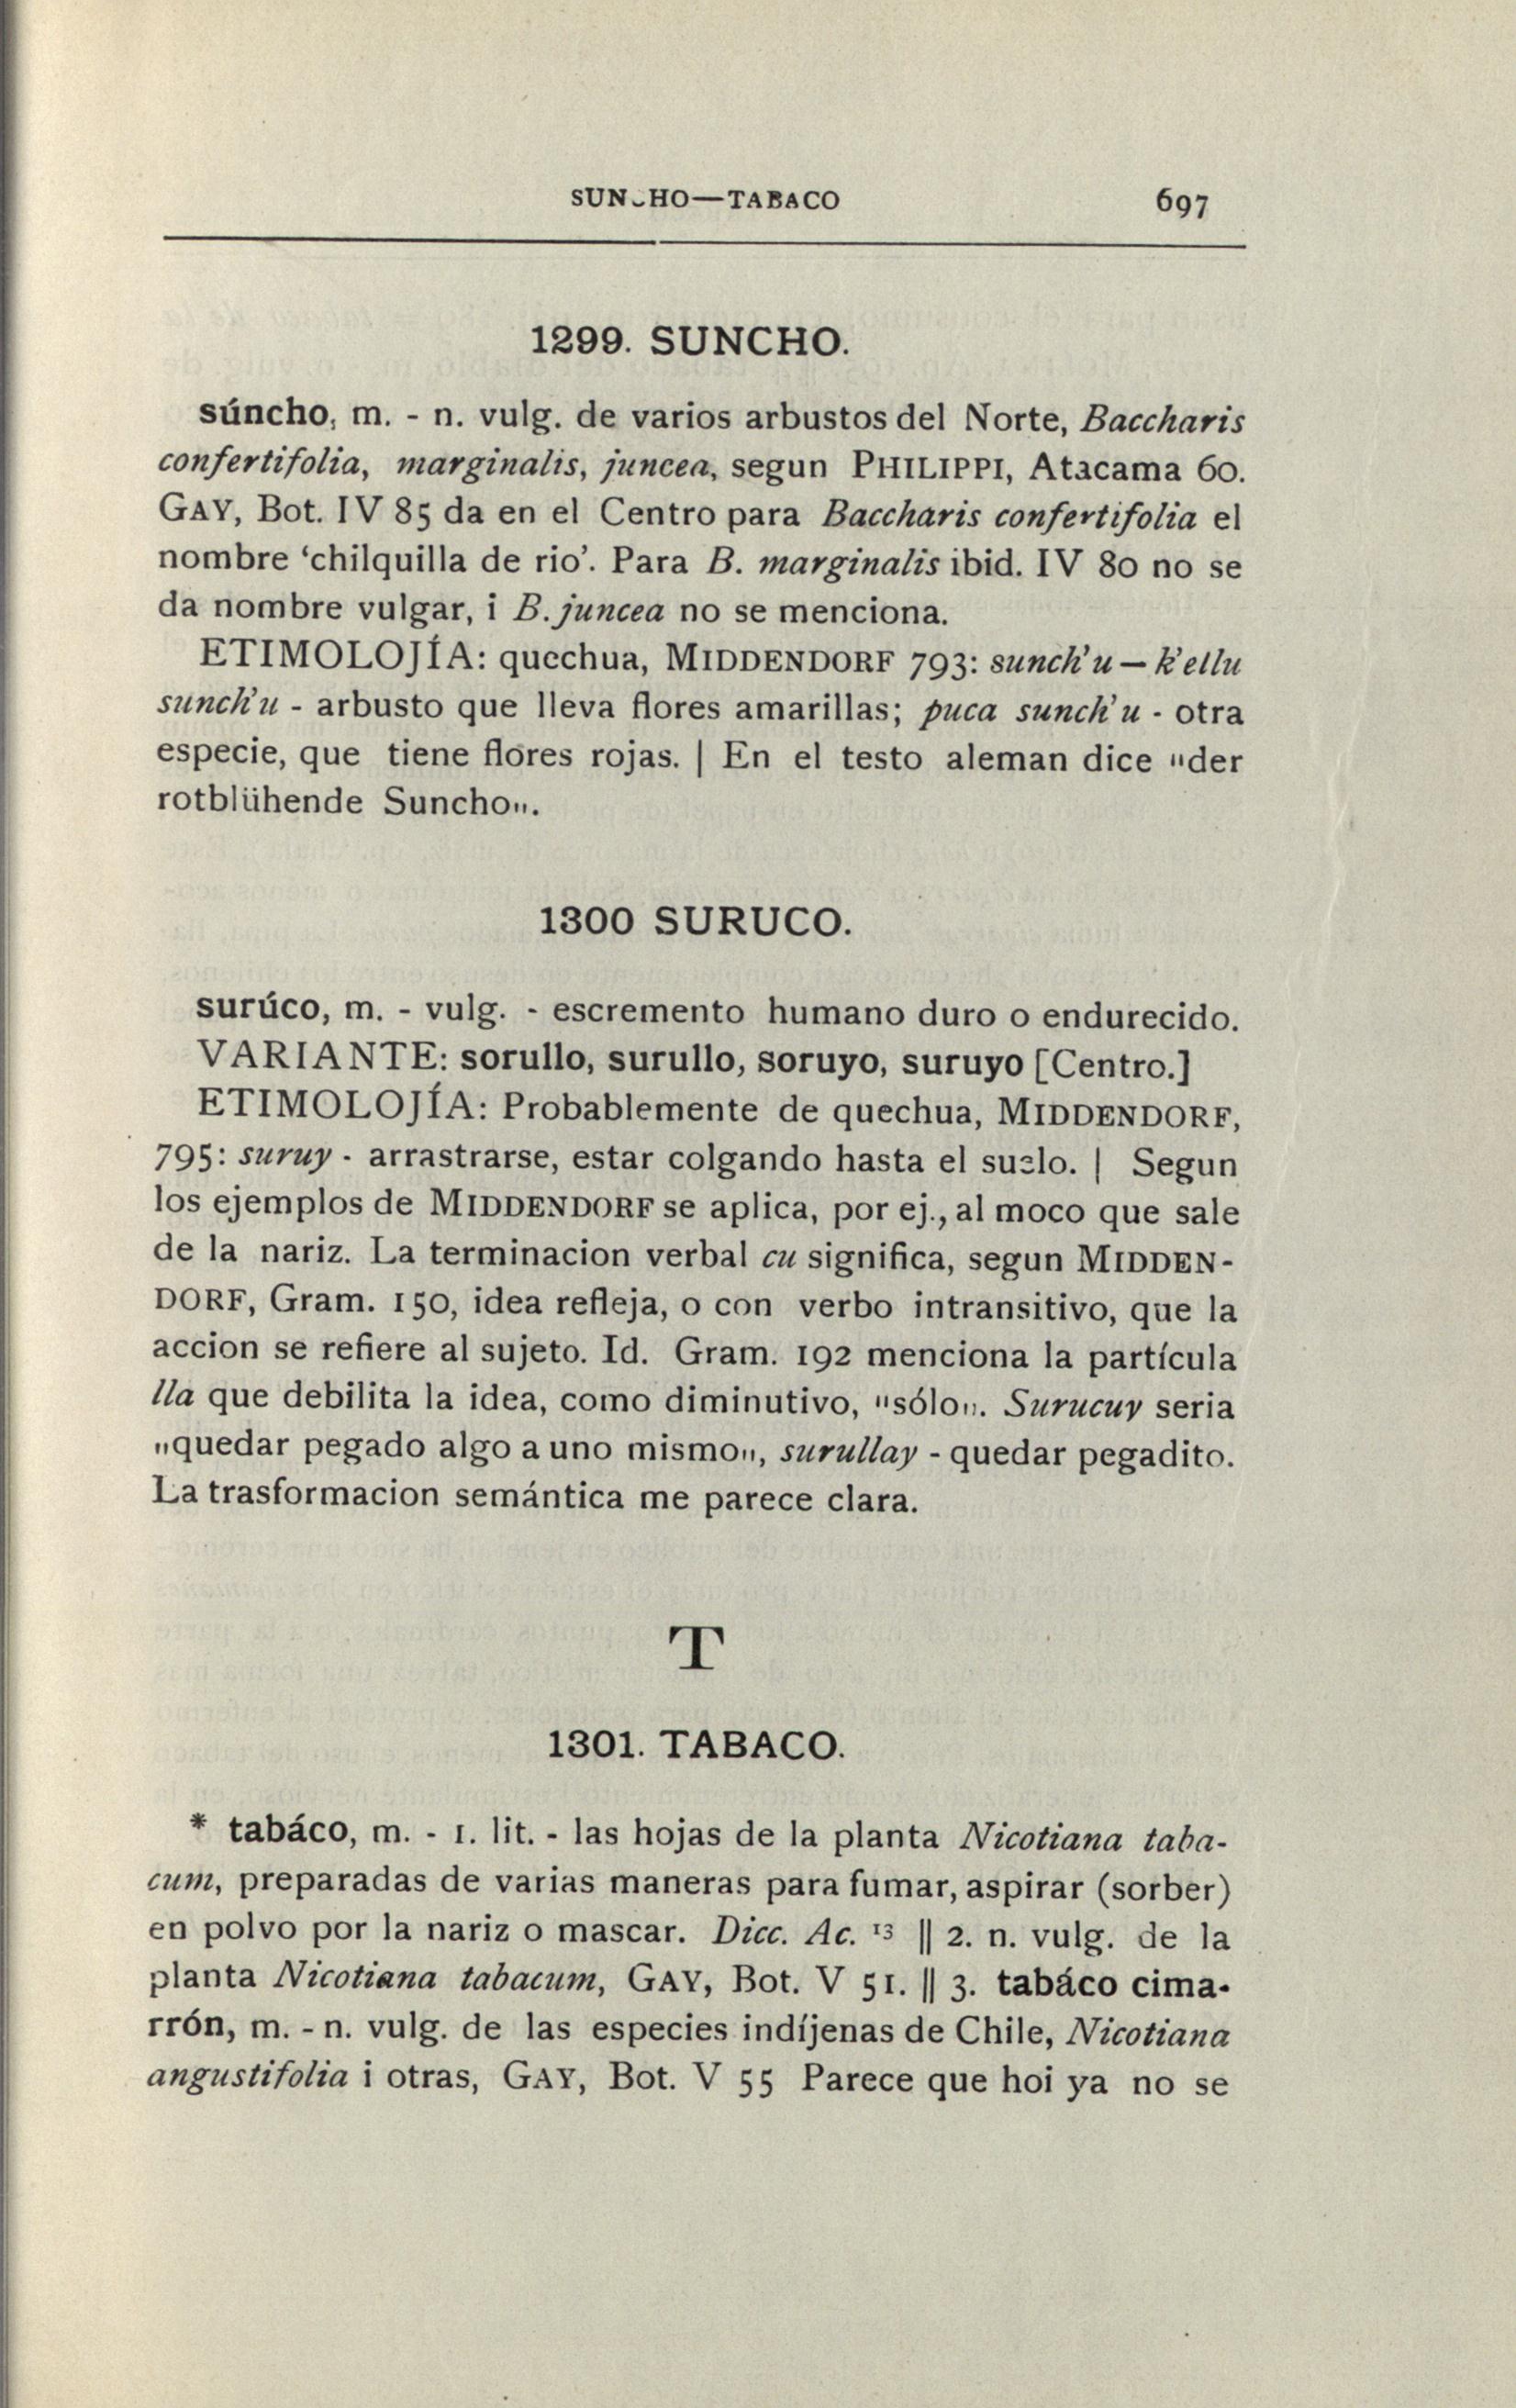 SUNCHO—TABACO 697
1299. SUNCHO.
súncho, m. - n. vulg. de varios arbustos del Norte, Baccharis
confertifolia, marginalis, juncea, segun PHILIPPI, Atacama 60.
GAY, Bot. IV 85 da en el Centro para Baccharis confertifolia el
nombre ‘chilquilla de rio’. Para B. marginalis ibid. IV 80 no se
da nombre vulgar, i B. juncea no se menciona.
ETIMOLOJÍA: quechua, MIDDENDORF 793: sunch’u — k’ellu
sunch’u - arbusto que lleva flores amarillas; puca sunch’u - otra
especie, que tiene flores rojas. | En el testo aleman dice "der
rotblühende Suncho".
1300 SURUCO.
surúco, m. - vulg. - escremento humano duro o endurecido.
VARIANTE: sorullo, surullo, soruyo, suruyo [Centro.]
ETIMOLOJÍA: Probablemente de quechua, MIDDENDORF,
795: suruy - arrastrarse, estar colgando hasta el suelo. | Segun
los ejemplos de MIDDENDORF se aplica, por ej., al moco que sale
de la nariz. La terminacion verbal cu significa, segun MIDDEN-
DORF, Gram. 150, idea refleja, o con verbo intransitivo, que la
accion se refiere al sujeto. Id. Gram. 192 menciona la partícula
lla que debilita la idea, como diminutivo, "sólo". Surucuy seria
"quedar pegado algo a uno mismo", surullay - quedar pegadito.
La trasformacion semántica me parece clara.
T
1301. TABACO.
* tabáco, m. - 1. lit. - las hojas de la planta Nicotiana taba-
cum, preparadas de varias maneras para fumar, aspirar (sorber)
en polvo por la nariz o mascar. Dicc. Ac. 13 || 2. n. vulg. de la
planta Nicotiana tabacum, GAY, Bot. V 51. || 3. tabáco cima-
rrón, m. - n. vulg. de las especies indíjenas de Chile, Nicotiana
angustifolia i otras, GAY, Bot. V 55 Parece que hoi ya no se